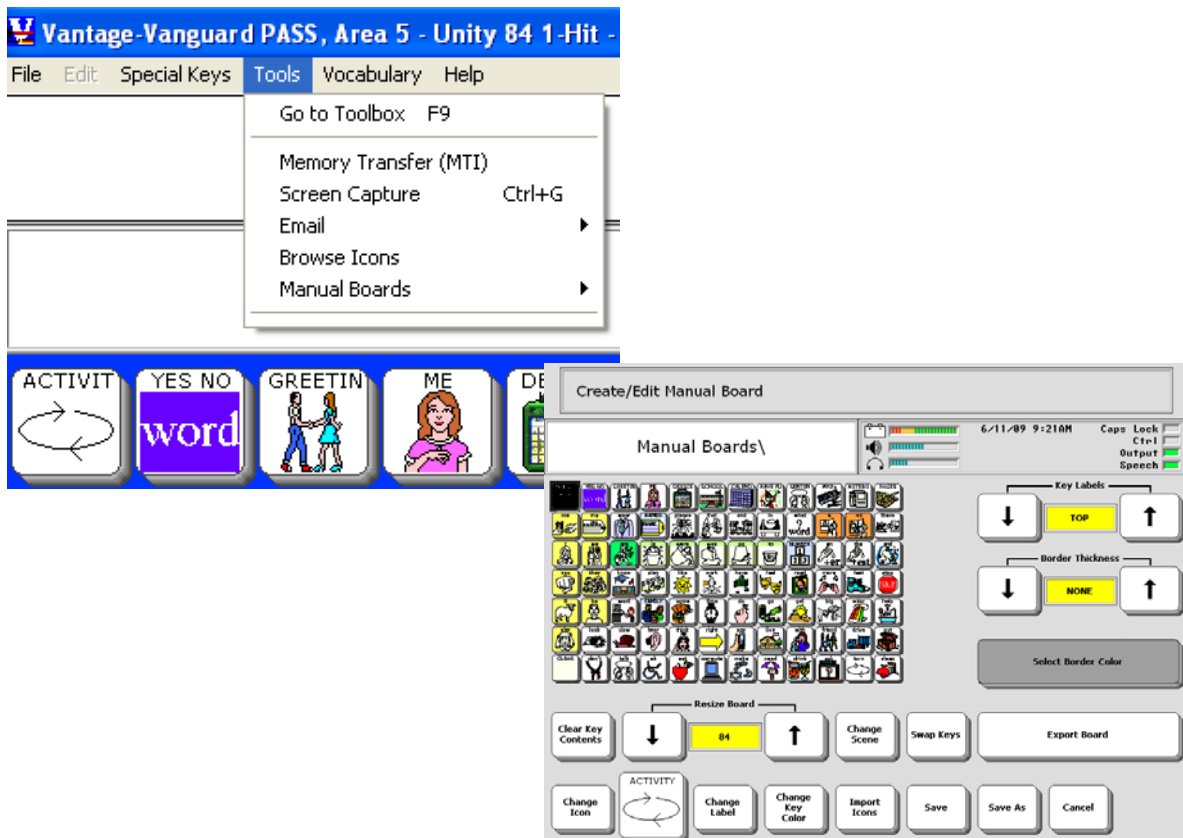 Vantage-Vanguard PASS, Area 5 - Unity 84 1-Hit -
File Edit Special Keys Tools Vocabulary Help
Go to Toolbox F9
Memory Transfer (MTI)
Screen Capture Ctrl+G
Email
Browse Icons
Manual Boards
ACTIVIT YES NO GREETIN ME DE
word
Create/Edit Manual Board
Manual Boards\
6/11/09 9:21AM Caps Lock
Ctrl
Output
Speech
Key Labels
TOP
Border Thickness
NONE
Select Border Color
Resize Board
Clear Key
Contents
84
Change
Scene
Swap Keys
Export Board
Change
Icon
ACTIVITY
Change
Label
Change
Key
Color
Import
Icons
Save
Save As
Cancel